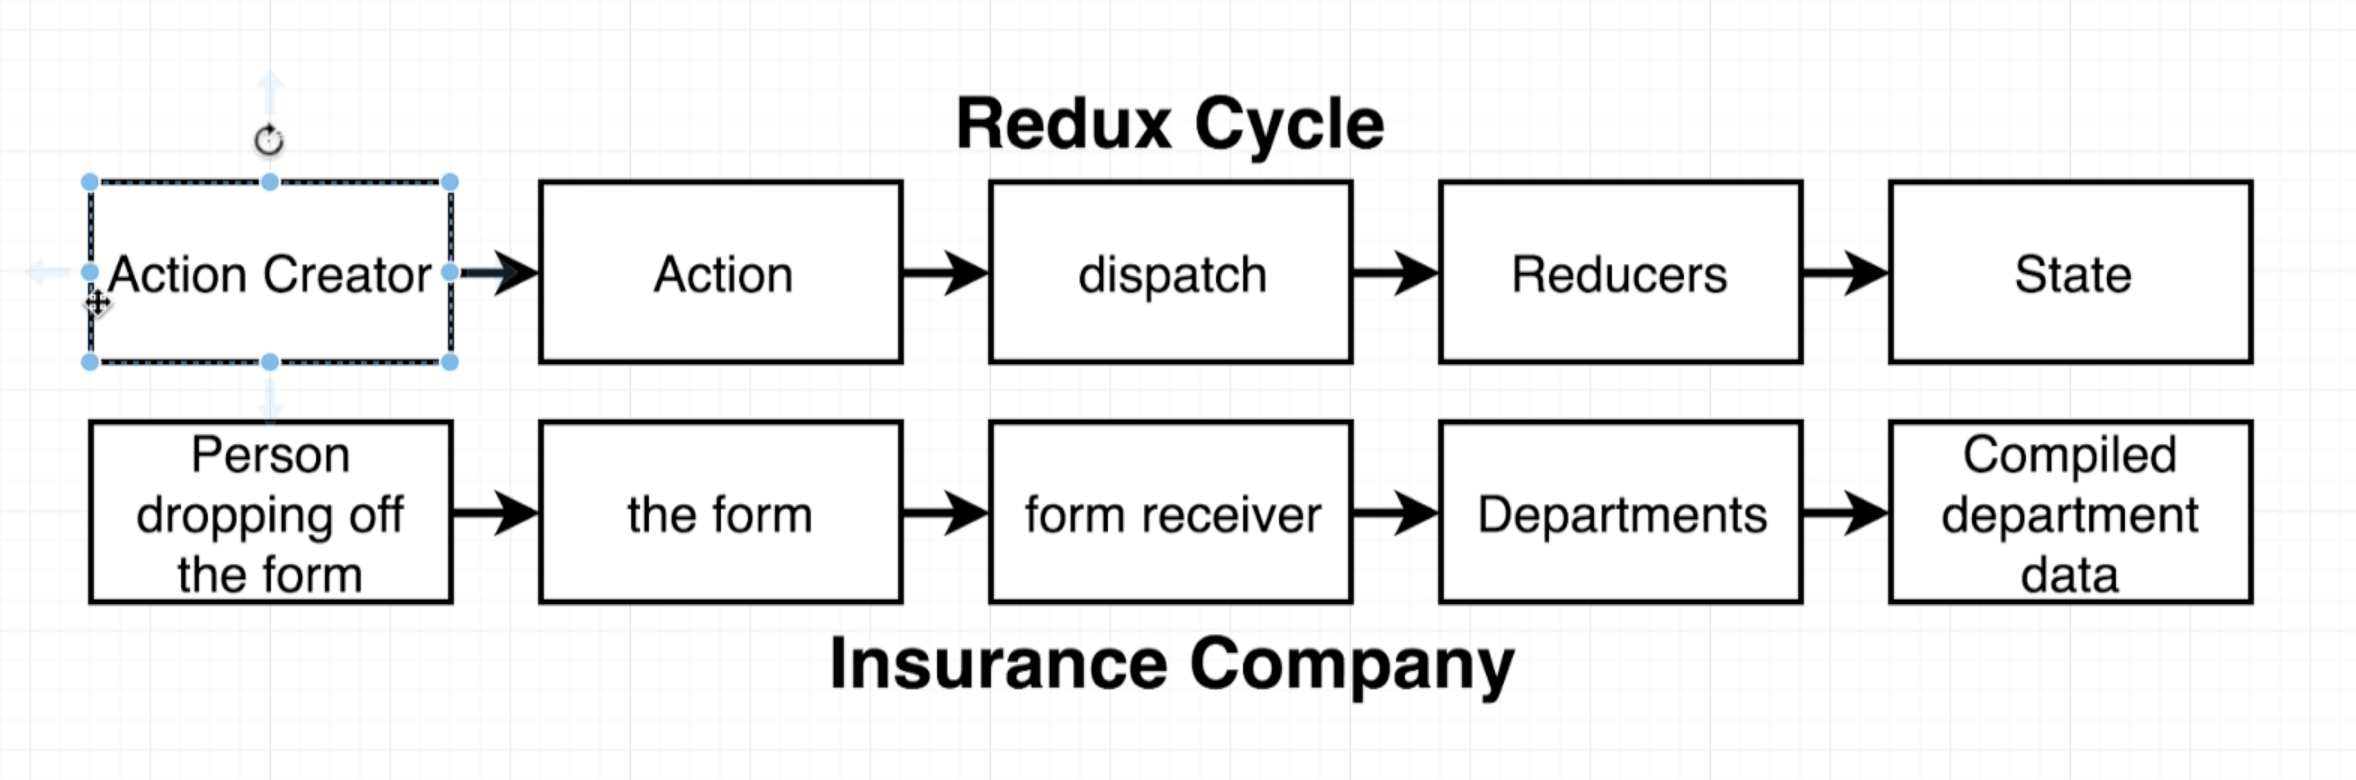 Redux Cycle
Action Creator
Action
dispatch
Reducers
State
Person
dropping off
the form
the form
form receiver
Departments
Compiled
department
data
Insurance Company